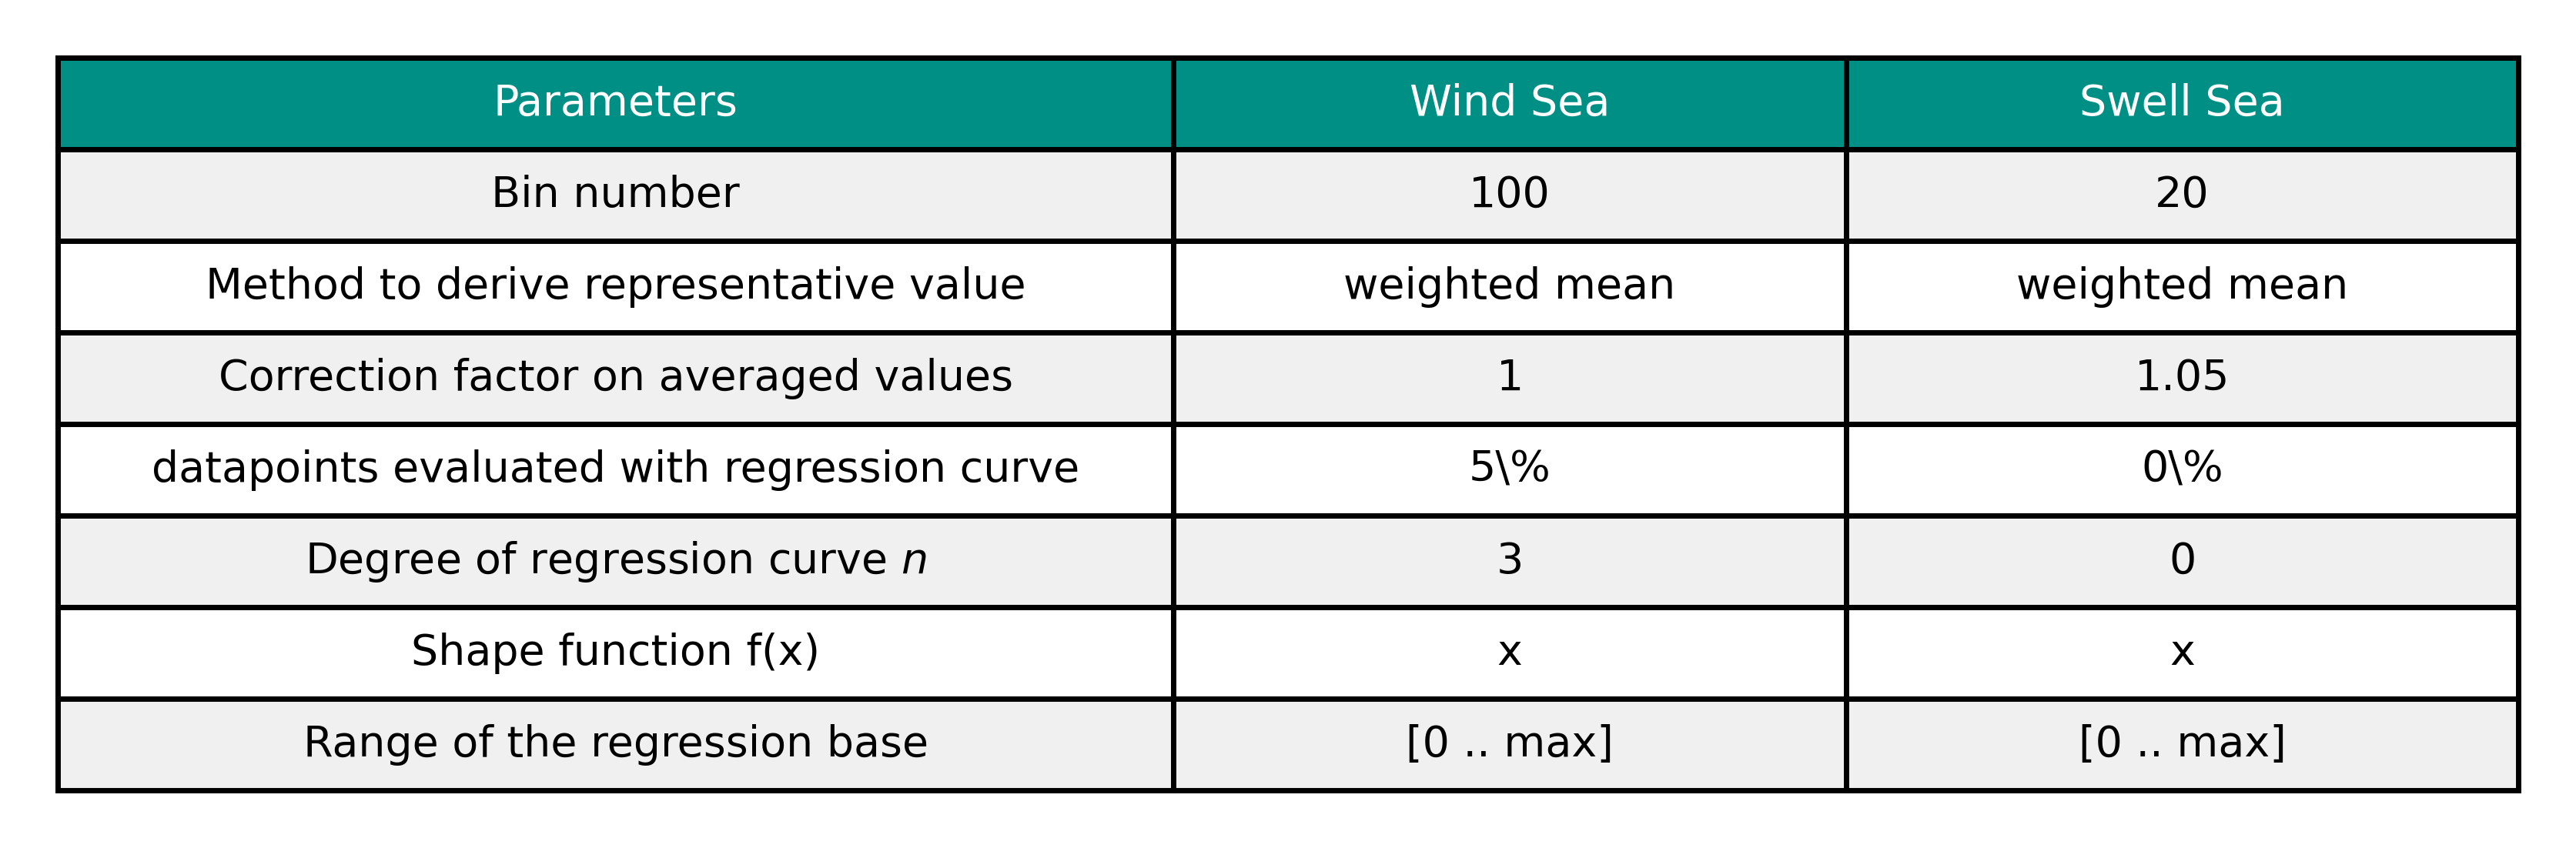 Parameters Wind Sea Swell Sea
Bin number 100 20
Method to derive representative value weighted mean weighted mean
Correction factor on averaged values 1 1.05
datapoints evaluated with regression curve 5\% 0\%
Degree of regression curve n 3 0
Shape function f(x) x x
Range of the regression base [0 .. max] [0 .. max]